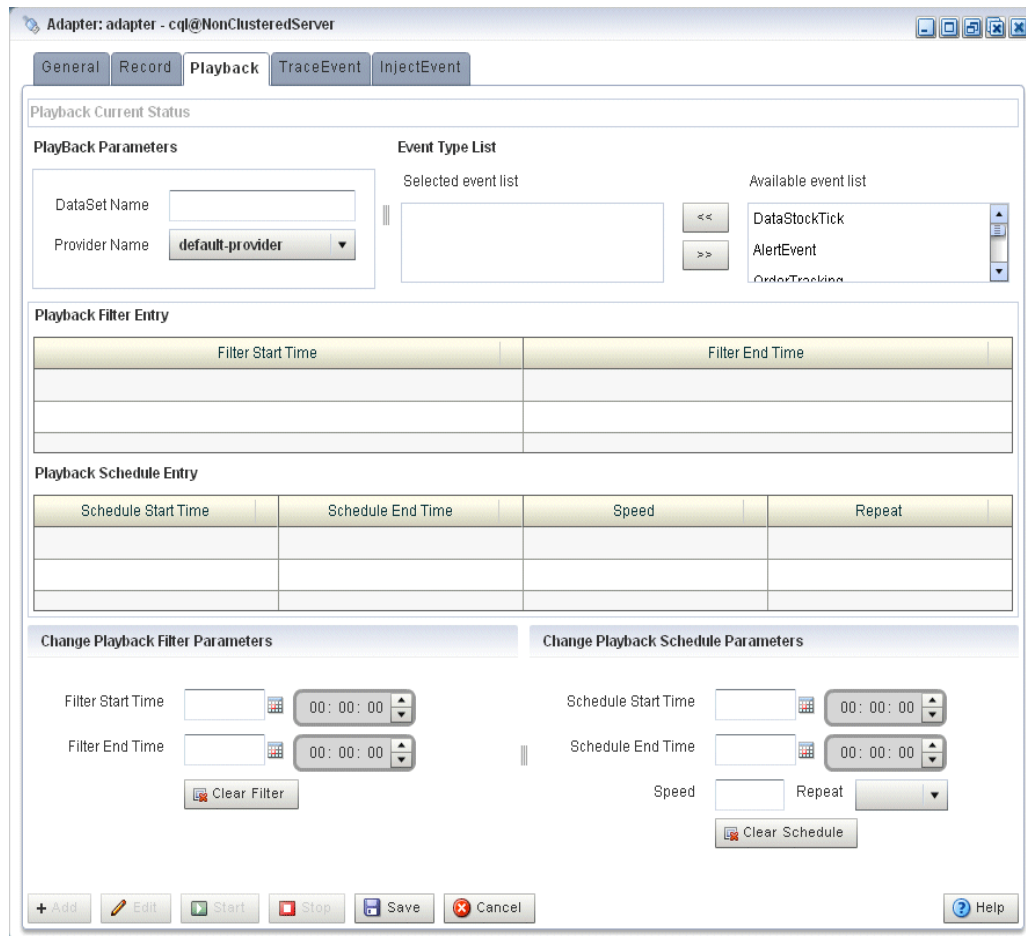 Adapter: adapter - cql@NonClusteredServer
General Record Playback TraceEvent InjectEvent
Playback Current Status
PlayBack Parameters
Event Type List
DataSet Name
Provider Name default-provider
Selected event list
<<
>>
Available event list
DataStockTick
AlertEvent
OrderTracking
Playback Filter Entry
Filter Start Time Filter End Time
Playback Schedule Entry
Schedule Start Time Schedule End Time Speed Repeat
Change Playback Filter Parameters
Filter Start Time 00: 00: 00
Filter End Time 00: 00: 00
Clear Filter
Change Playback Schedule Parameters
Schedule Start Time 00: 00: 00
Schedule End Time 00: 00: 00
Speed Repeat
Clear Schedule
Add Edit Start Stop Save Cancel Help